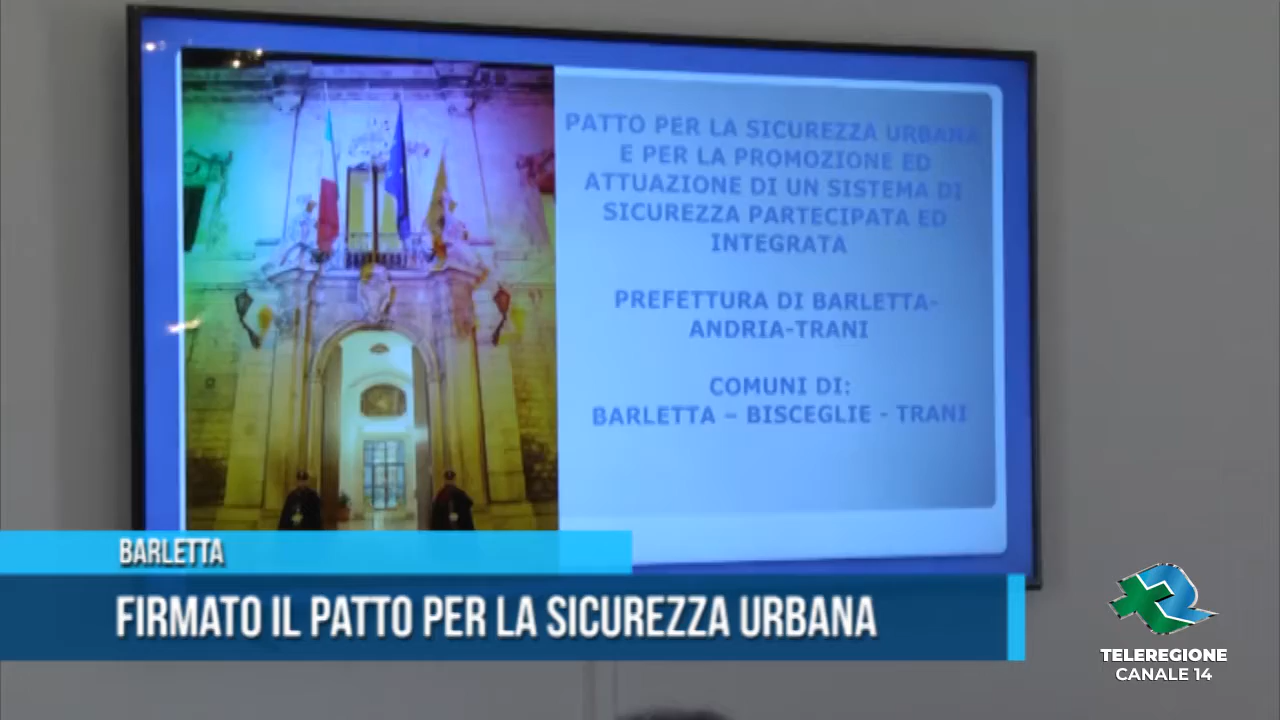 PATTO PER LA SICUREZZA URBANA
E PER LA PROMOZIONE ED
ATTUAZIONE DI UN SISTEMA DI
SICUREZZA PARTECIPATA ED
INTEGRATA
PREFETTURA DI BARLETTA-
ANDRIA-TRANI
COMUNI DI:
BARLETTA – BISCEGLIE - TRANI
BARLETTA
FIRMATO IL PATTO PER LA SICUREZZA URBANA
TELEREGIONE
CANALE 14